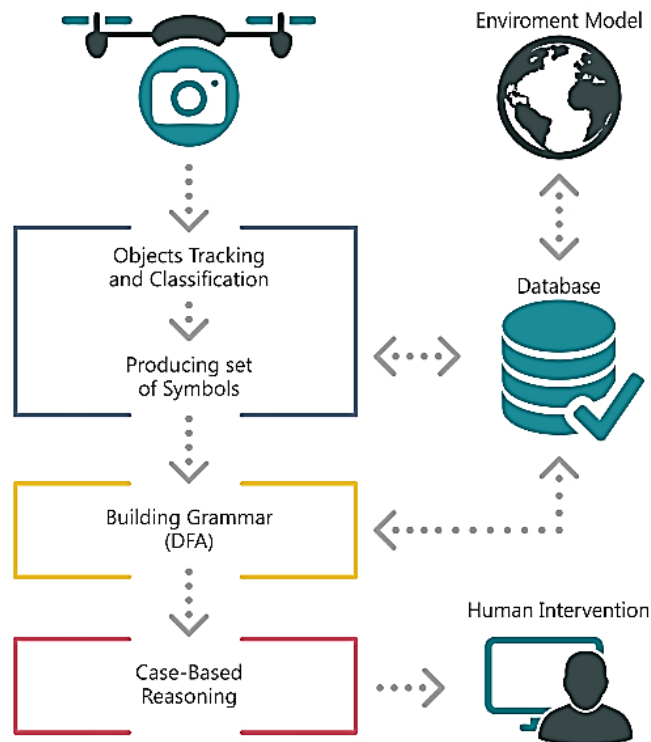 Enviroment Model
Objects Tracking
and Classification
Database
Producing set
of Symbols
Building Grammar
(DFA)
Human Intervention
Case-Based
Reasoning